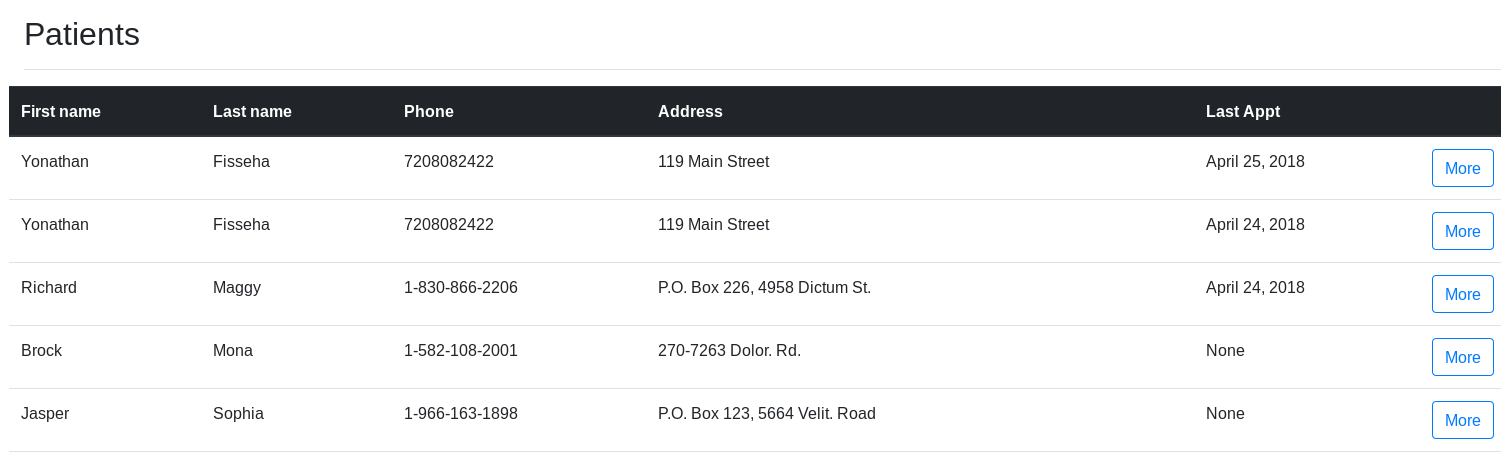 Patients
First name Last name Phone Address Last Appt
Yonathan Fisseha 7208082422 119 Main Street April 25, 2018 More
Yonathan Fisseha 7208082422 119 Main Street April 24, 2018 More
Richard Maggy 1-830-866-2206 P.O. Box 226, 4958 Dictum St. April 24, 2018 More
Brock Mona 1-582-108-2001 270-7263 Dolor. Rd. None More
Jasper Sophia 1-966-163-1898 P.O. Box 123, 5664 Velit. Road None More